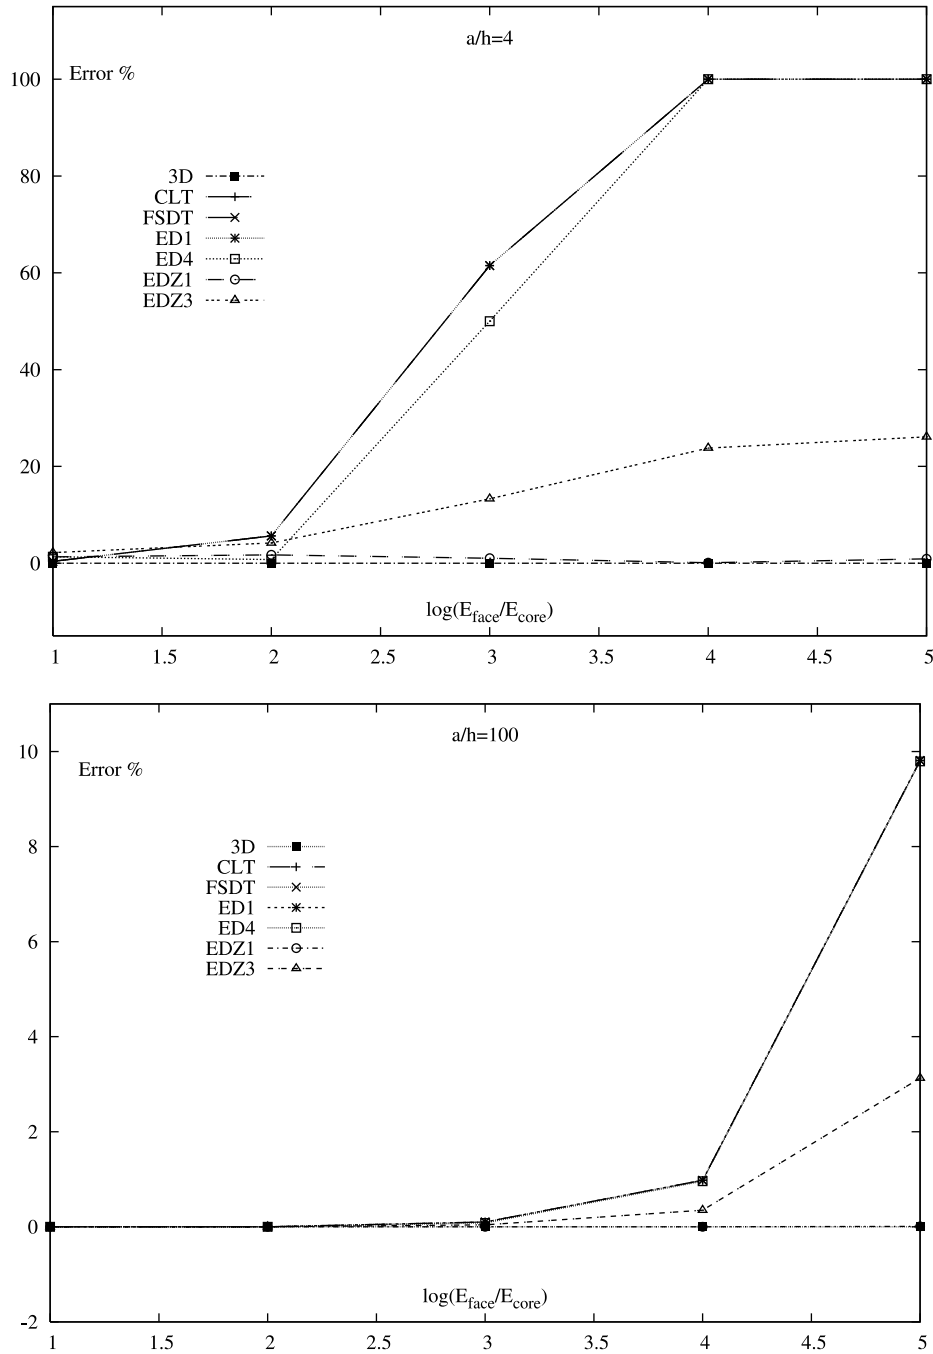 a/h=4
Error %
100
80
60
40
20
0
3D
CLT
FSDT
ED1
ED4
EDZ1
EDZ3
log(E_face/E_core)
1 1.5 2 2.5 3 3.5 4 4.5 5
a/h=100
Error %
10
8
6
4
2
0
-2
3D
CLT
FSDT
ED1
ED4
EDZ1
EDZ3
log(E_face/E_core)
1 1.5 2 2.5 3 3.5 4 4.5 5